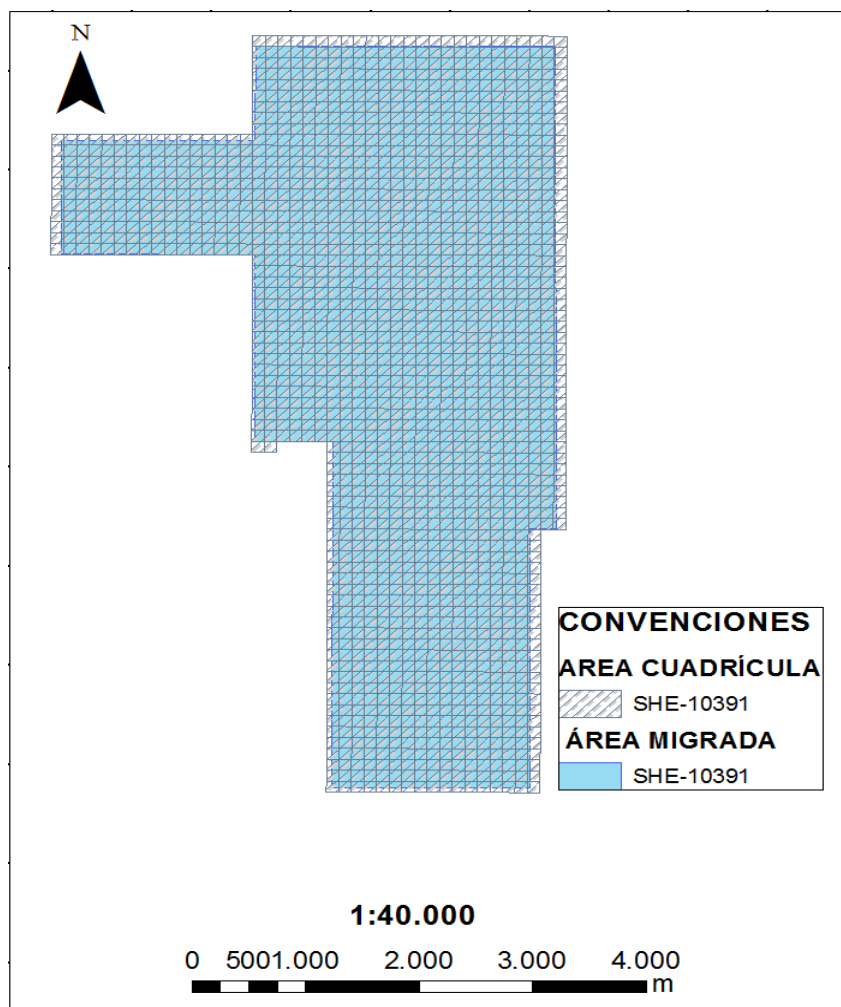 N
CONVENCIONES
AREA CUADRÍCULA
SHE-10391
ÁREA MIGRADA
SHE-10391
1:40.000
0 5001.000 2.000 3.000 4.000
m